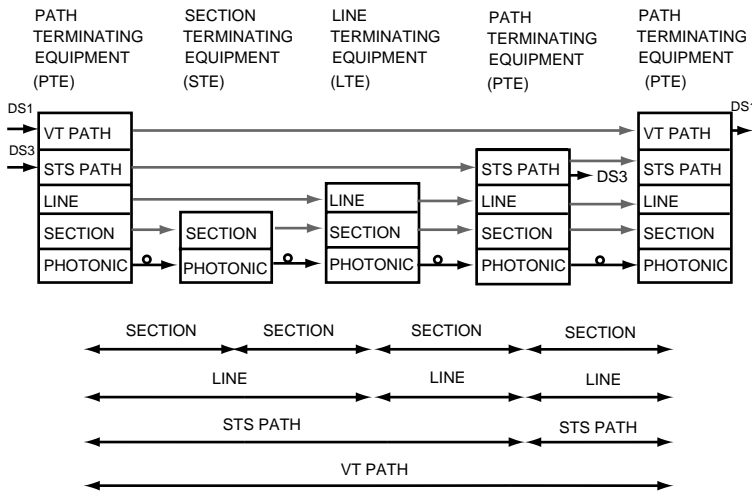 PATH
TERMINATING
EQUIPMENT
(PTE)
SECTION
TERMINATING
EQUIPMENT
(STE)
LINE
TERMINATING
EQUIPMENT
(LTE)
PATH
TERMINATING
EQUIPMENT
(PTE)
PATH
TERMINATING
EQUIPMENT
(PTE)
DS1
DS3
VT PATH
STS PATH
LINE
SECTION
PHOTONIC
SECTION
PHOTONIC
LINE
SECTION
PHOTONIC
STS PATH
DS3
LINE
SECTION
PHOTONIC
DS1
VT PATH
STS PATH
LINE
SECTION
PHOTONIC
SECTION SECTION SECTION SECTION
LINE LINE LINE
STS PATH STS PATH
VT PATH